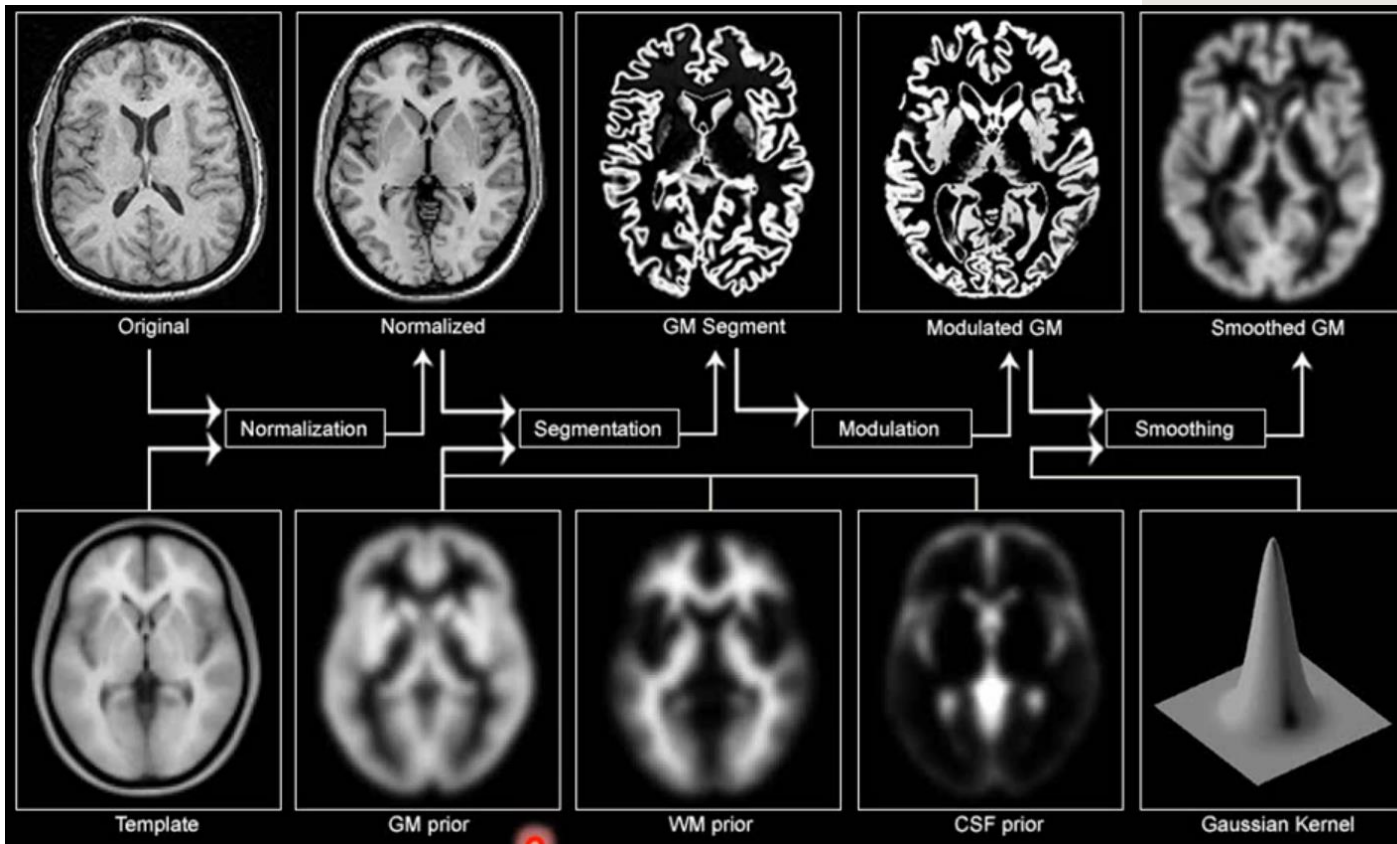 Original
Normalized
GM Segment
Modulated GM
Smoothed GM
Normalization
Segmentation
Modulation
Smoothing
Template
GM prior
WM prior
CSF prior
Gaussian Kernel